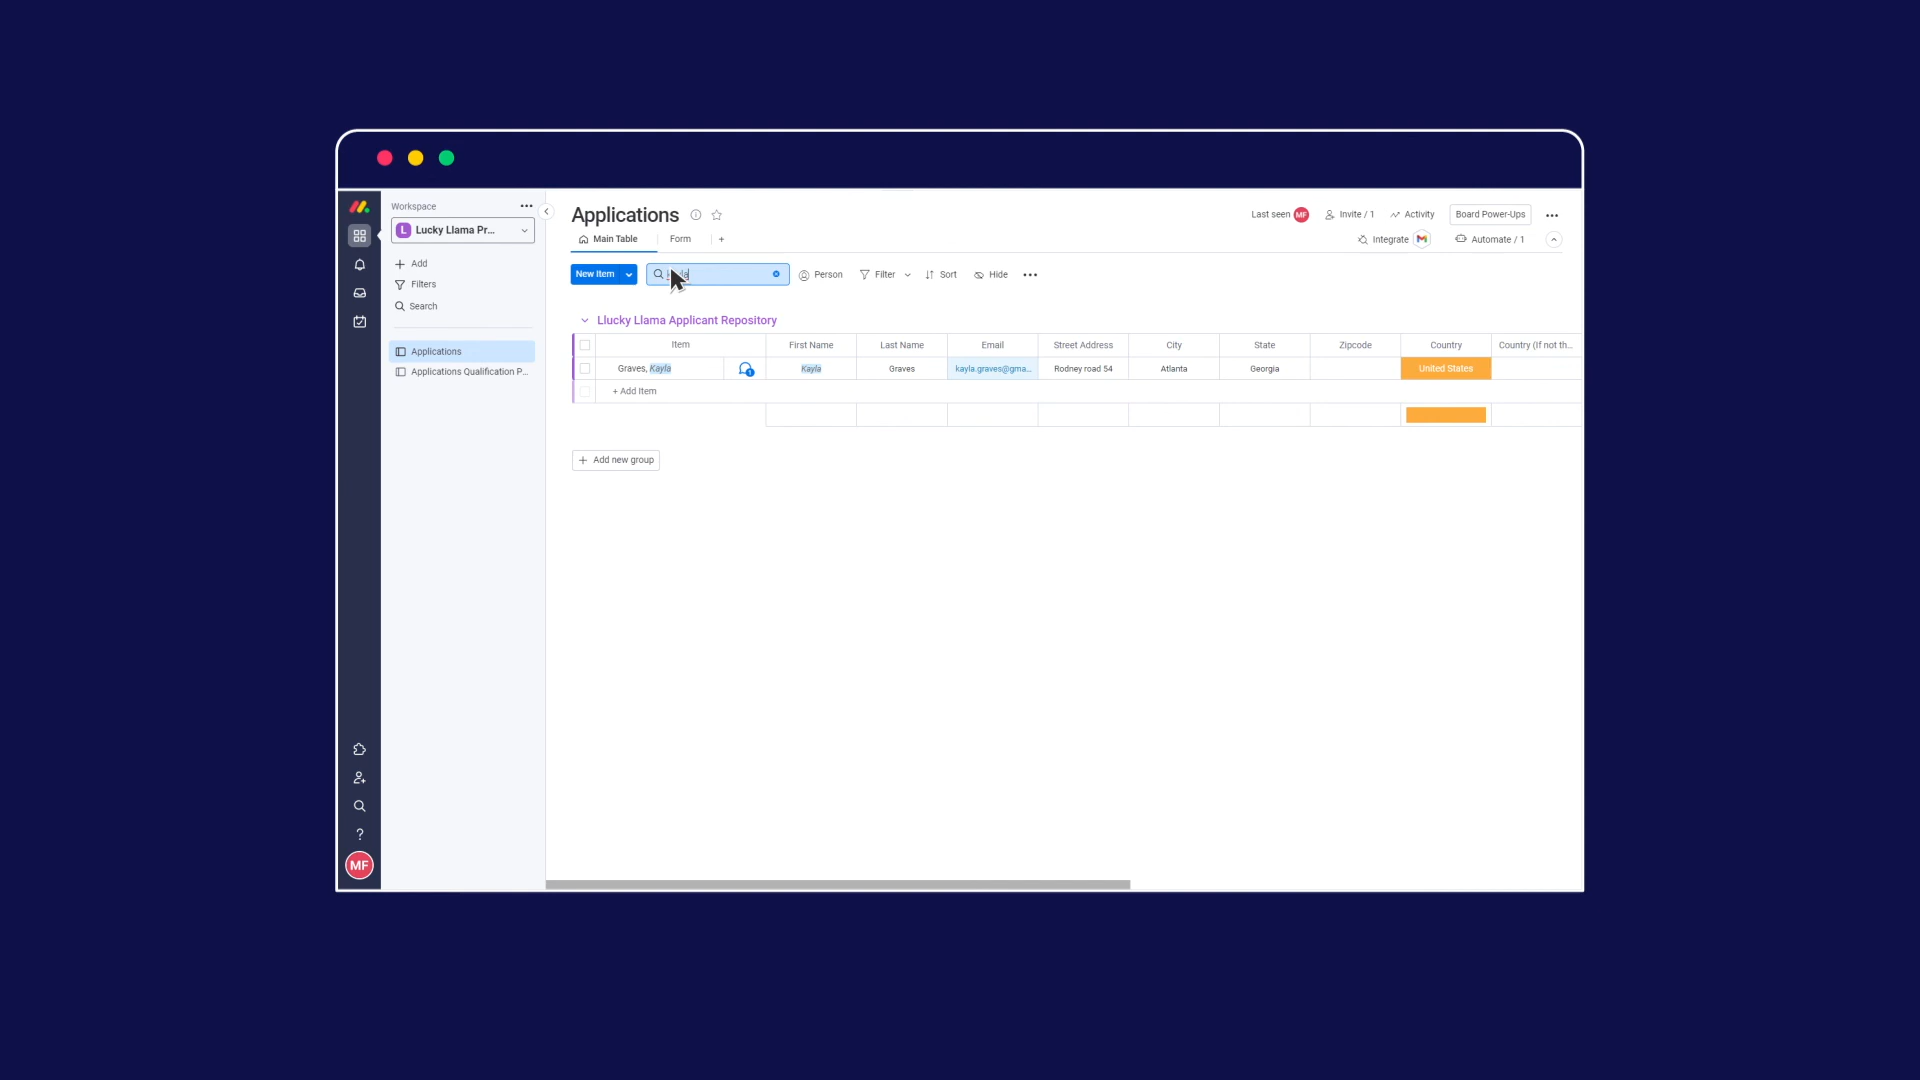 Workspace
L Lucky Llama Pr...
Add
Filters
Search
Applications
Applications Qualification P...
MF
Applications
Last seen MF
Invite / 1
Activity
Board Power-Ups
Main Table
Form
+
Integrate
Automate / 1
New Item
Person
Filter
Sort
Hide
Llucky Llama Applicant Repository
Item First Name Last Name Email Street Address City State Zipcode Country Country (If not th...
Graves, Kayla 1 Kayla Graves kayla.graves@gma... Rodney road 54 Atlanta Georgia United States
+ Add Item
+ Add new group